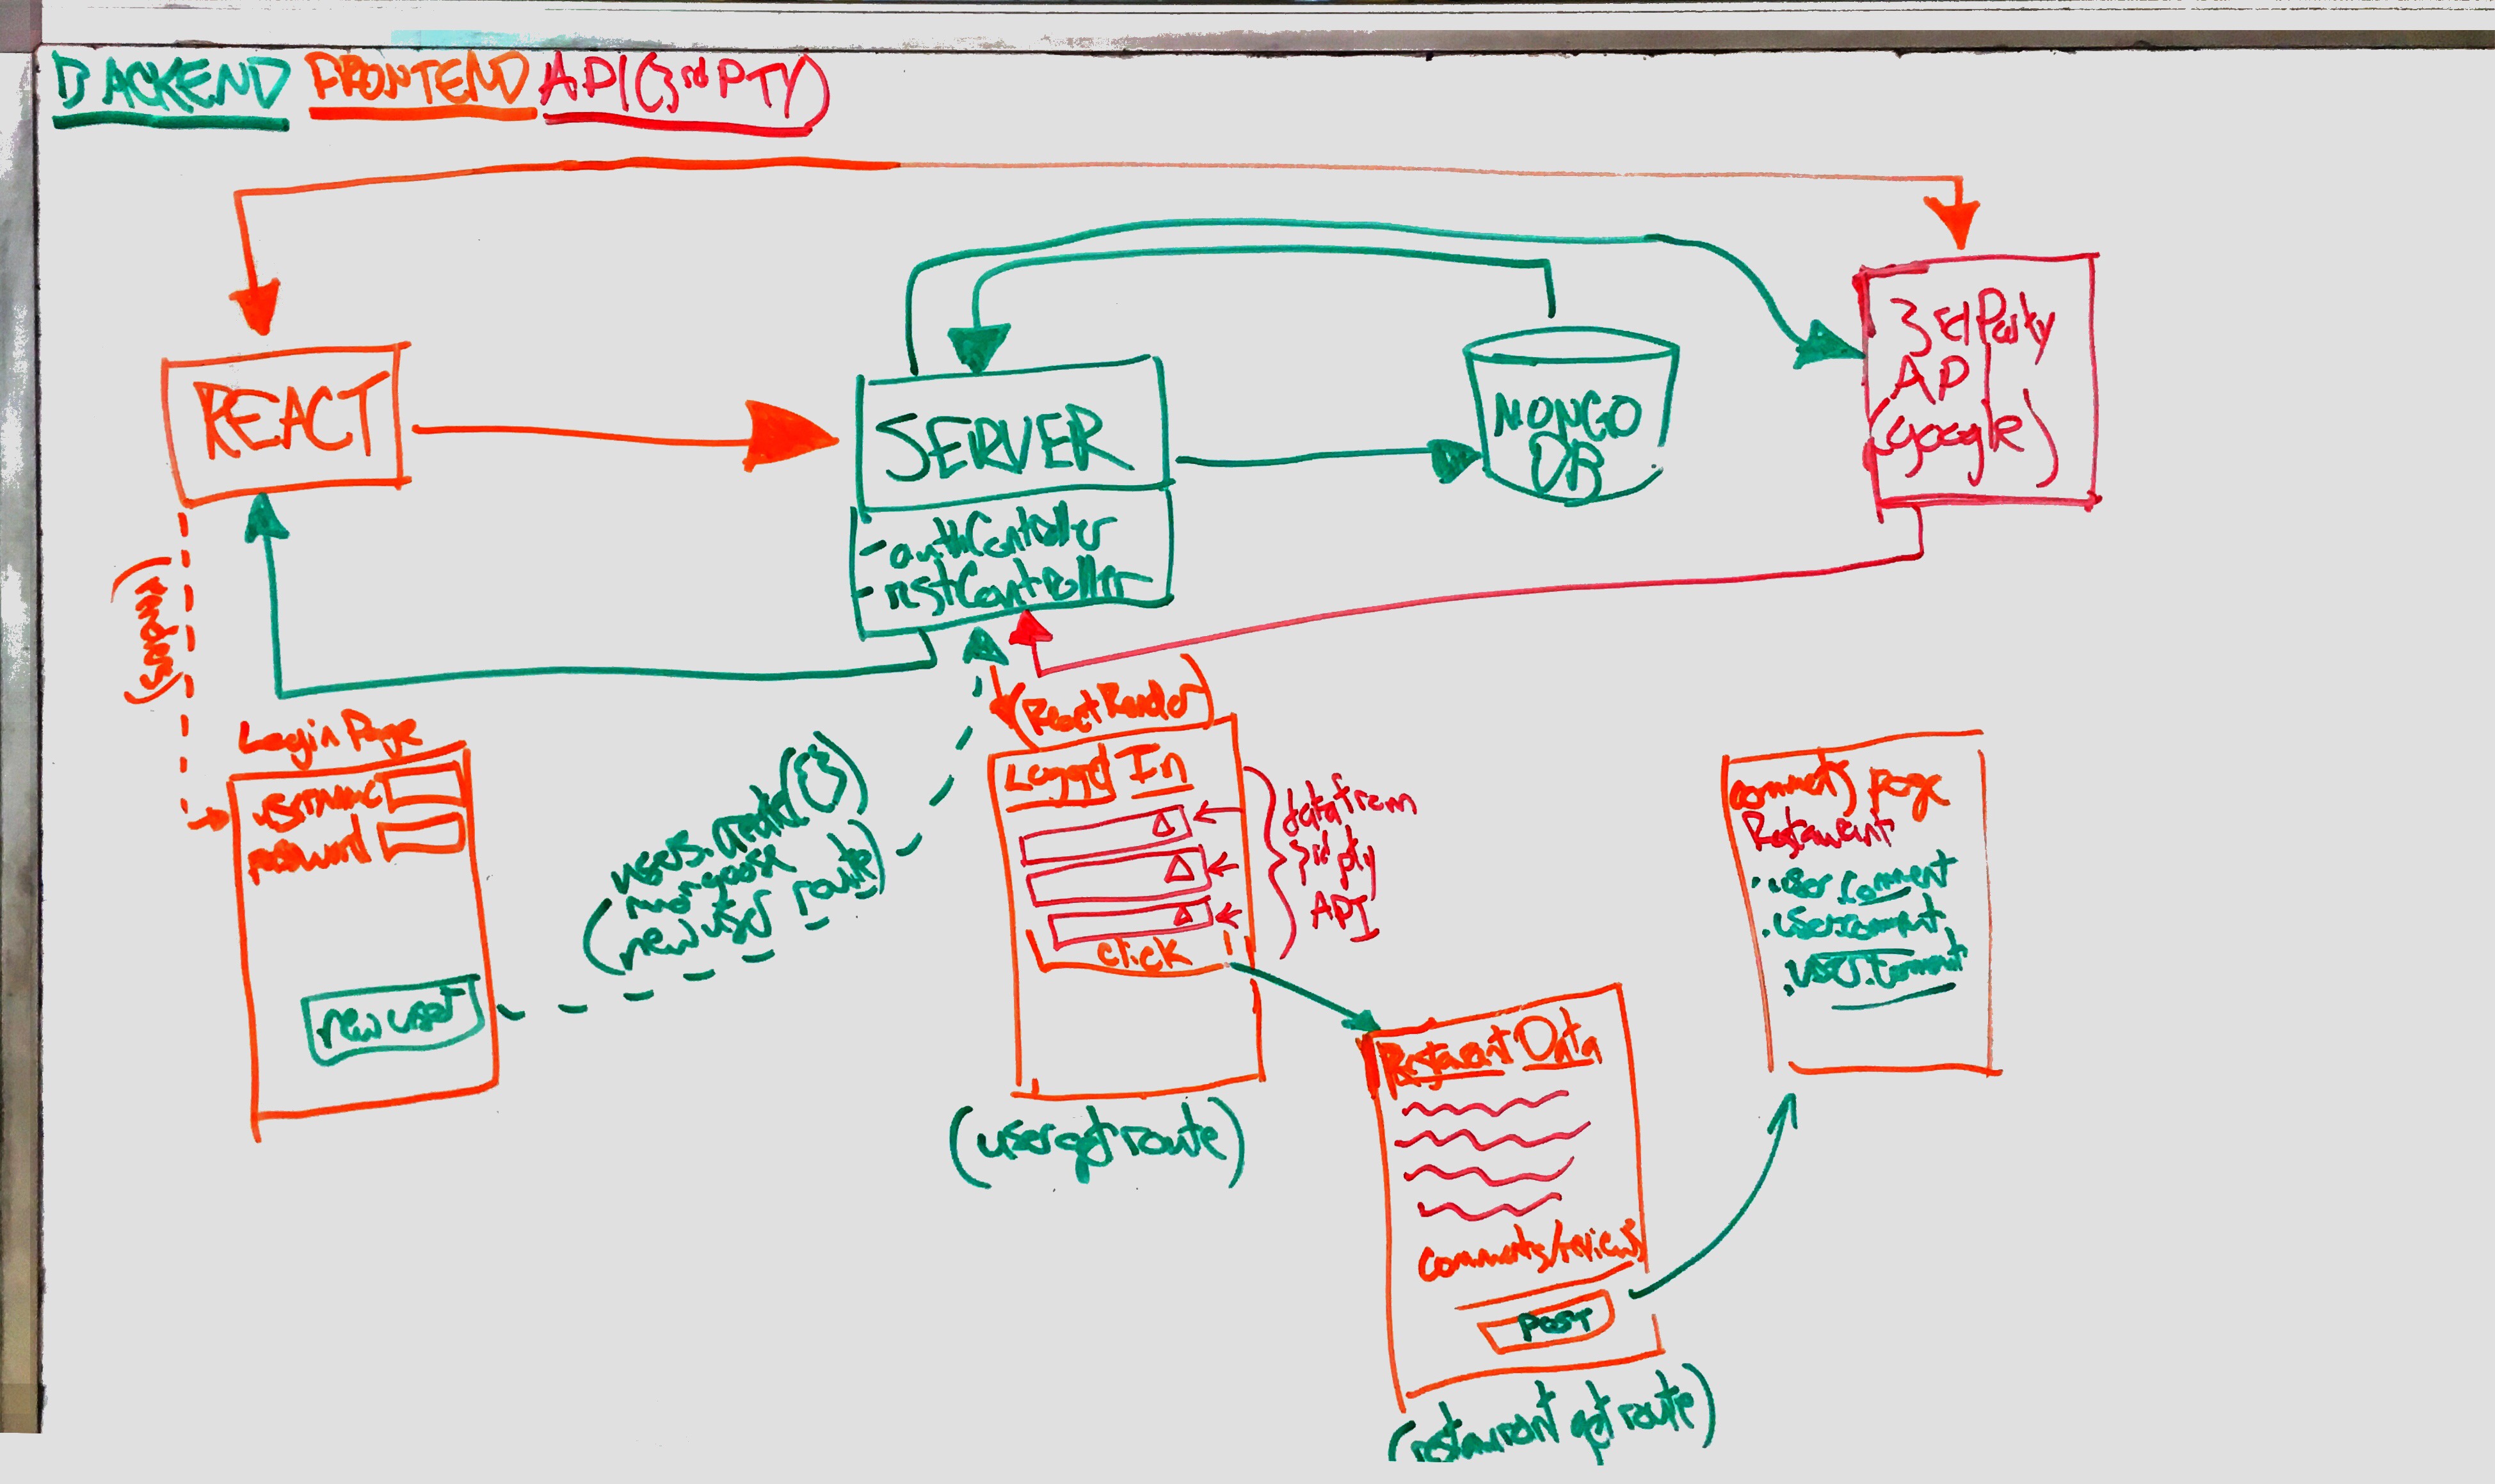 BACKEND FRONTEND API (3rd PTY)
REACT
SERVER
- authController
- restController
MONGO
DB
3rd Party
API
(google)
(render)
Login Page
username
password
new user
users.create({})
mongoose
(new user route)
(React Render)
Logged In
click
data from
3rd pty
API
(user get route)
Restaurant Data
comments/reviews
POST
(restaurant get route)
comments page
Restaurant
. user.comment
. user.comment
. user.comment